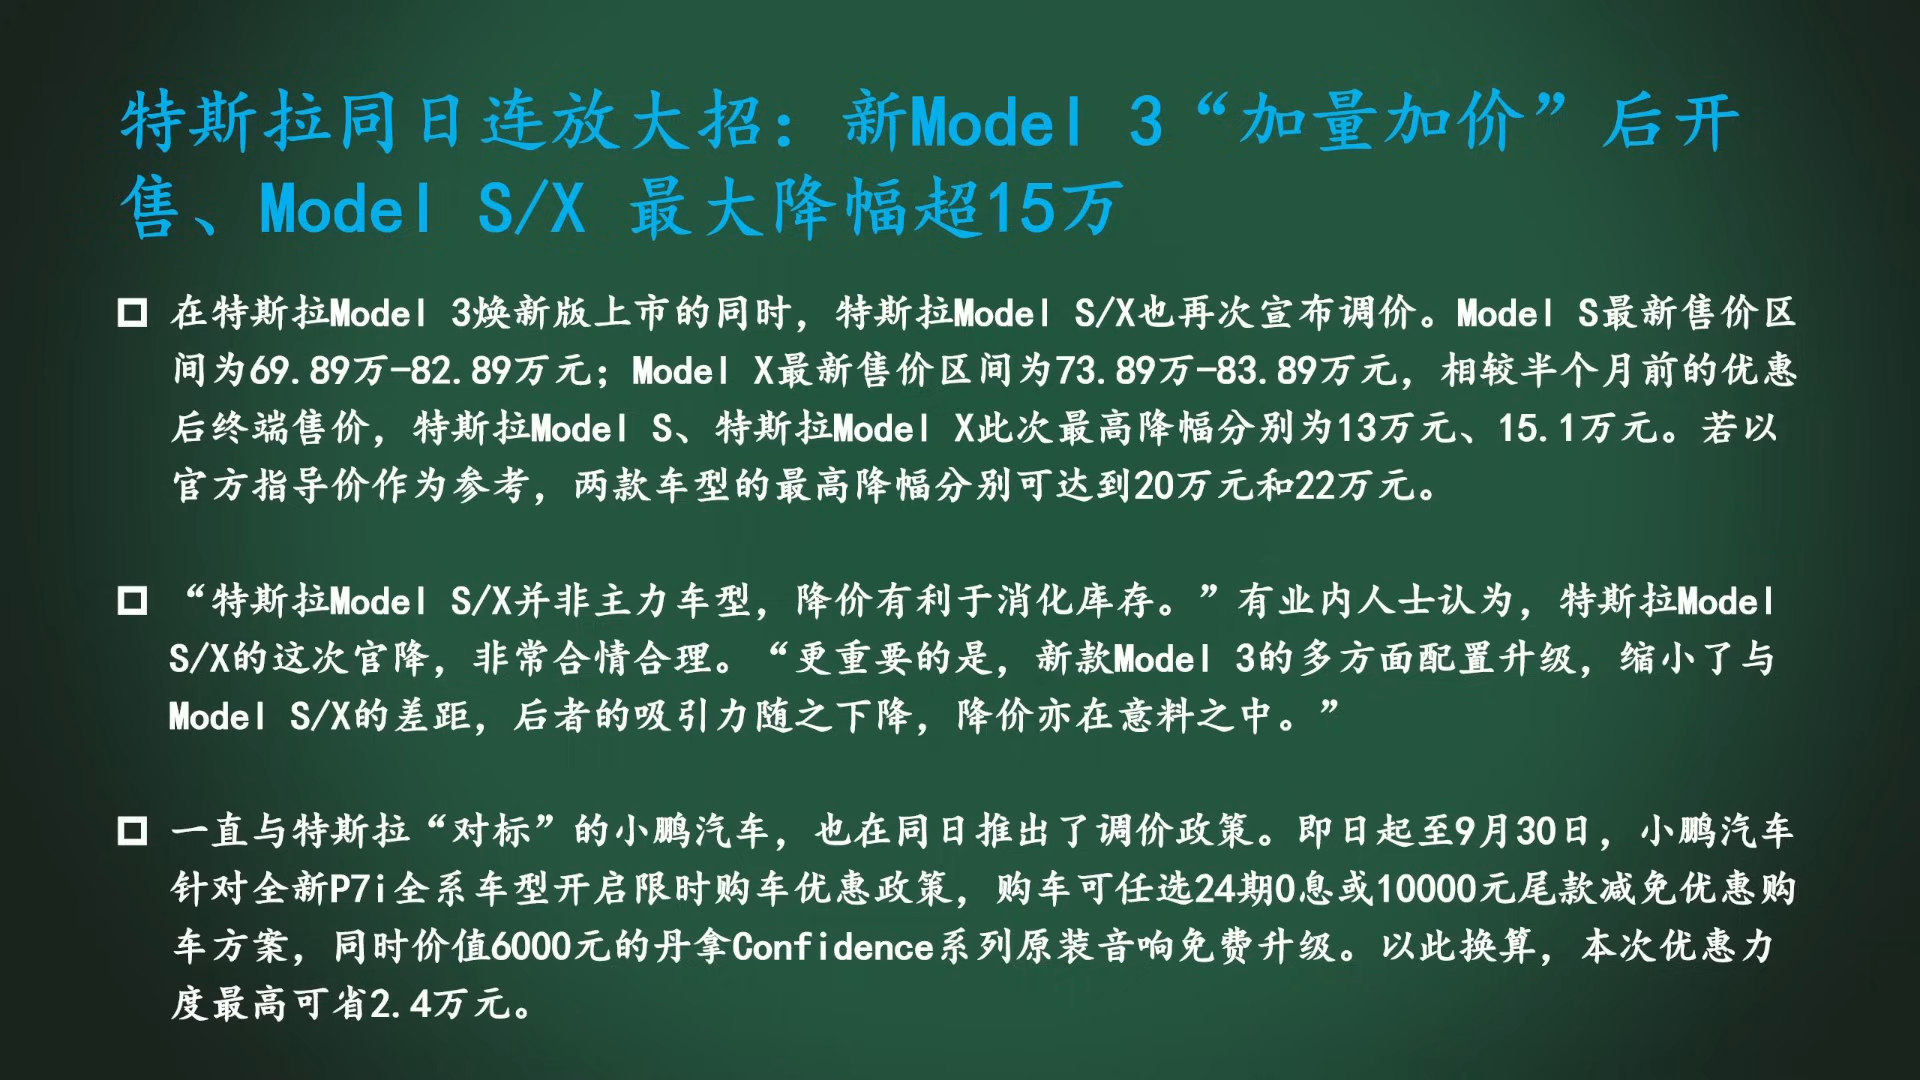 特斯拉同日连放大招：新Model 3“加量加价”后开
售、Model S/X 最大降幅超15万
在特斯拉Model 3焕新版上市的同时，特斯拉Model S/X也再次宣布调价。Model S最新售价区
间为69.89万-82.89万元；Model X最新售价区间为73.89万-83.89万元，相较半个月前的优惠
后终端售价，特斯拉Model S、特斯拉Model X此次最高降幅分别为13万元、15.1万元。若以
官方指导价作为参考，两款车型的最高降幅分别可达到20万元和22万元。
“特斯拉Model S/X并非主力车型，降价有利于消化库存。”有业内人士认为，特斯拉Model
S/X的这次官降，非常合情合理。“更重要的是，新款Model 3的多方面配置升级，缩小了与
Model S/X的差距，后者的吸引力随之下降，降价亦在意料之中。”
一直与特斯拉“对标”的小鹏汽车，也在同日推出了调价政策。即日起至9月30日，小鹏汽车
针对全新P7i全系车型开启限时购车优惠政策，购车可任选24期0息或10000元尾款减免优惠购
车方案，同时价值6000元的丹拿Confidence系列原装音响免费升级。以此换算，本次优惠力
度最高可省2.4万元。